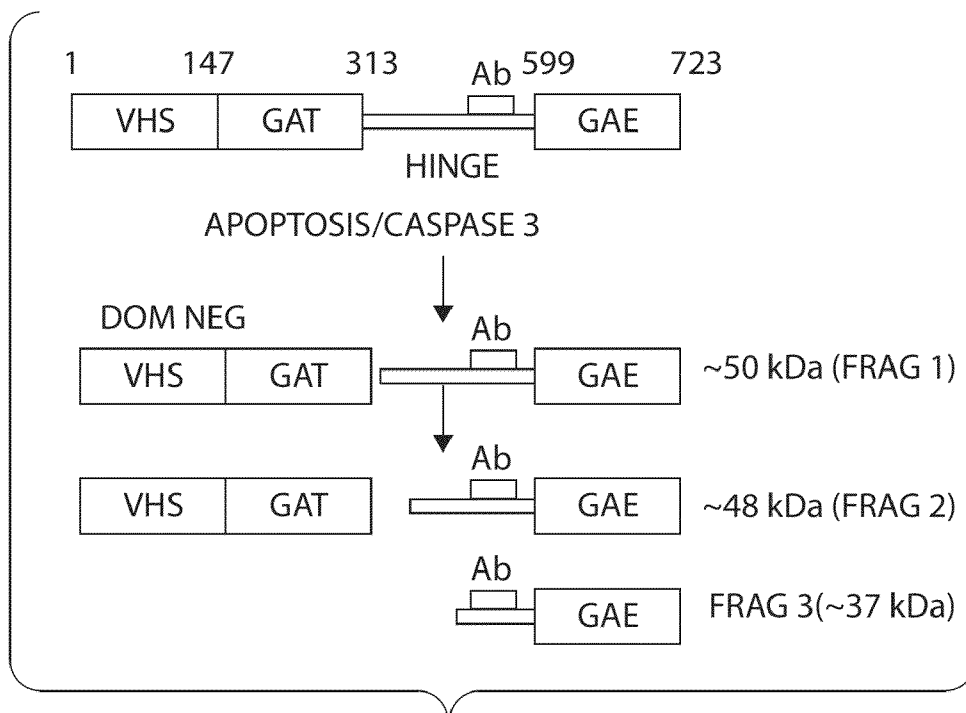 1 147 313 Ab 599 723
VHS GAT GAE
HINGE
APOPTOSIS/CASPASE 3
DOM NEG
Ab
VHS GAT GAE ~50 kDa (FRAG 1)
Ab
VHS GAT GAE ~48 kDa (FRAG 2)
Ab
GAE FRAG 3(~37 kDa)